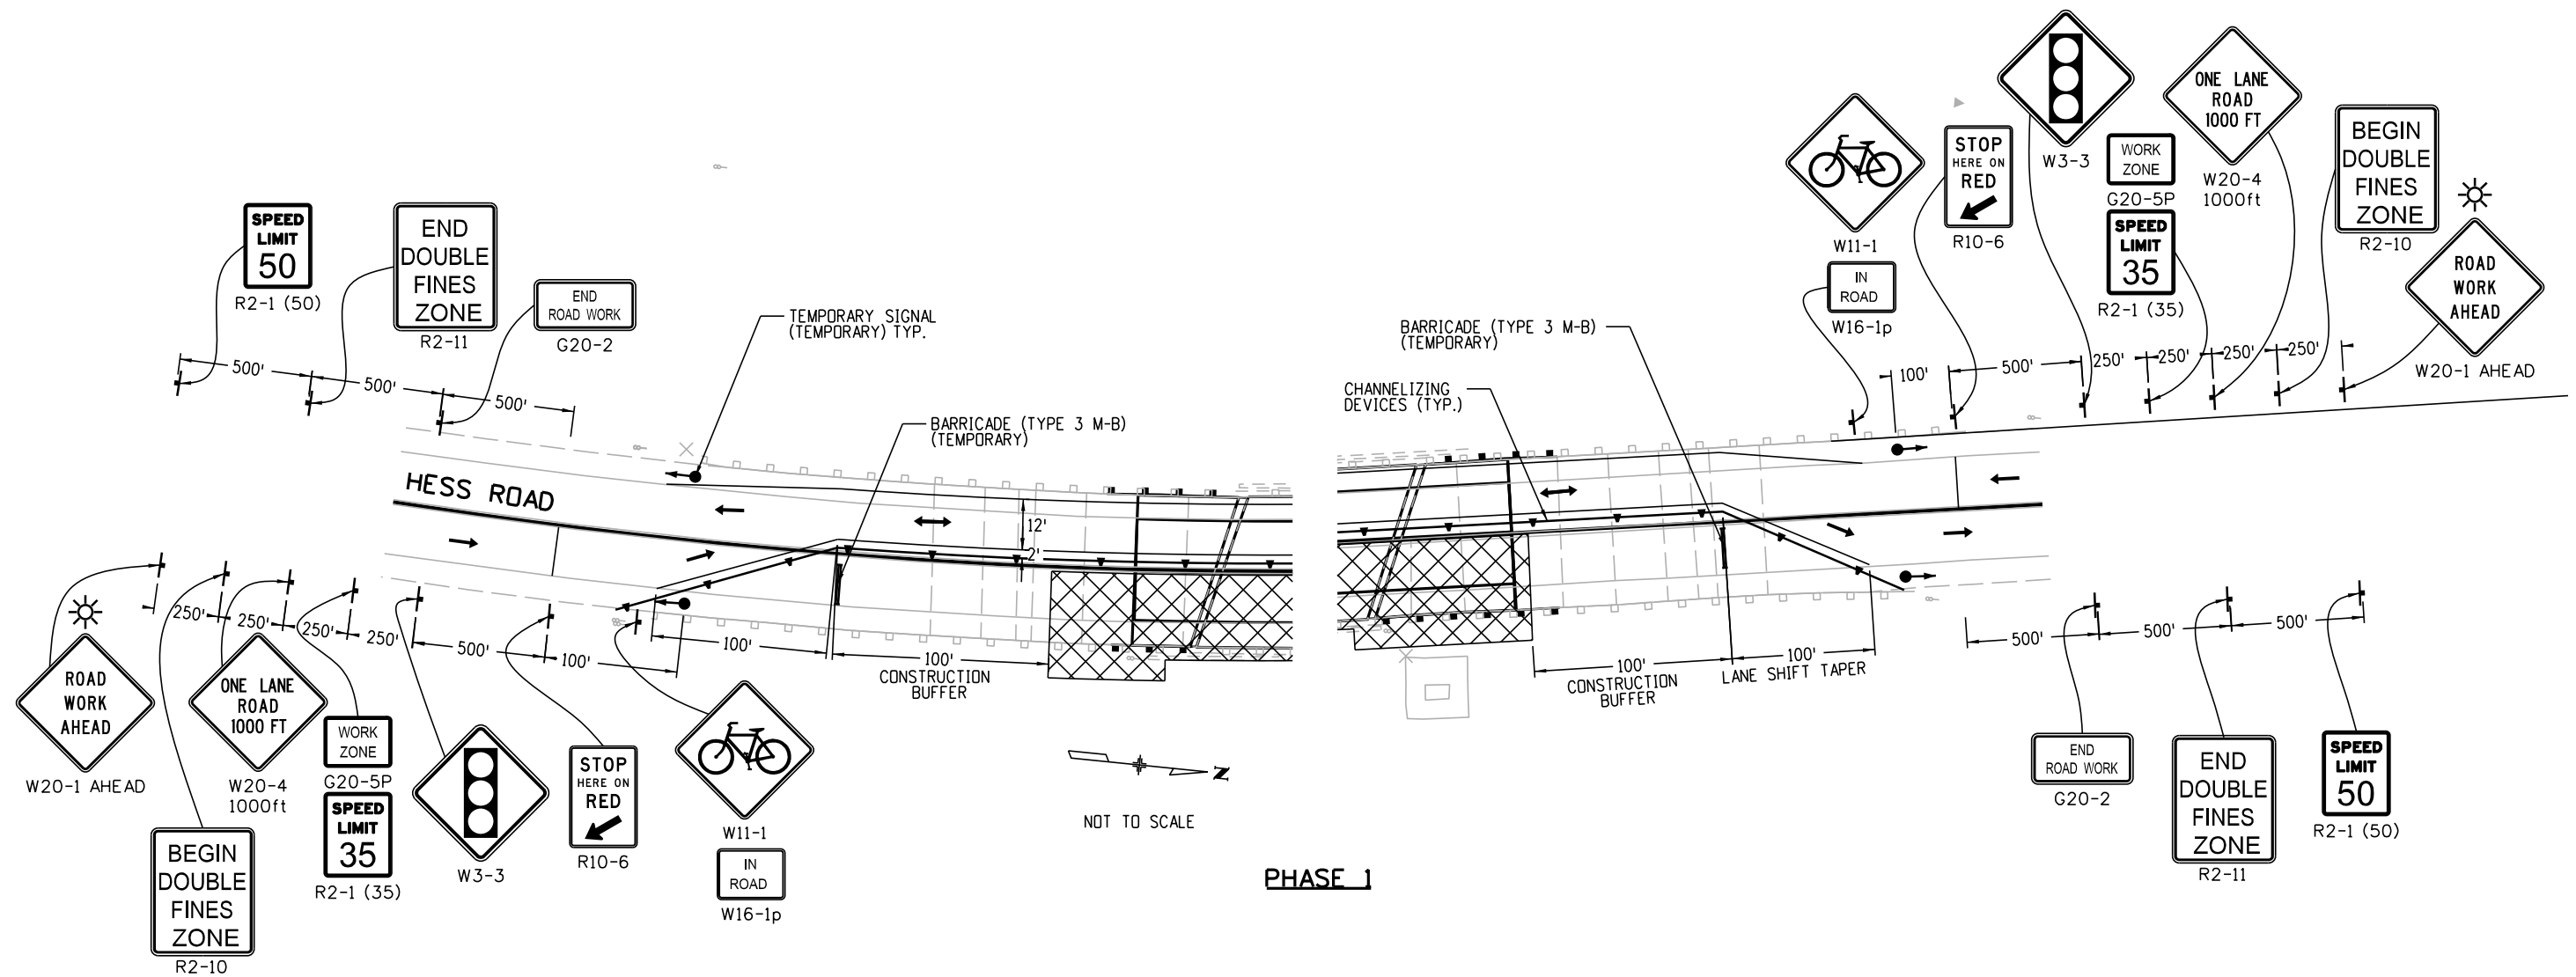 SPEED
LIMIT
50
R2-1 (50)
END
DOUBLE
FINES
ZONE
R2-11
END
ROAD WORK
G20-2
500'
500'
500'
TEMPORARY SIGNAL
(TEMPORARY) TYP.
BARRICADE (TYPE 3 M-B)
(TEMPORARY)
HESS ROAD
12'
2'
W11-1
IN
ROAD
W16-1p
STOP
HERE ON
RED
R10-6
W3-3
WORK
ZONE
G20-5P
SPEED
LIMIT
35
R2-1 (35)
ONE LANE
ROAD
1000 FT
W20-4
1000ft
BEGIN
DOUBLE
FINES
ZONE
R2-10
ROAD
WORK
AHEAD
W20-1 AHEAD
BARRICADE (TYPE 3 M-B)
(TEMPORARY)
CHANNELIZING
DEVICES (TYP.)
100'
500'
250'
250'
250'
250'
250'
250'
250'
250'
500'
100'
100'
100'
CONSTRUCTION
BUFFER
100'
CONSTRUCTION
BUFFER
100'
LANE SHIFT TAPER
500'
500'
500'
ROAD
WORK
AHEAD
W20-1 AHEAD
BEGIN
DOUBLE
FINES
ZONE
R2-10
ONE LANE
ROAD
1000 FT
W20-4
1000ft
WORK
ZONE
G20-5P
SPEED
LIMIT
35
R2-1 (35)
W3-3
STOP
HERE ON
RED
R10-6
W11-1
IN
ROAD
W16-1p
N
NOT TO SCALE
END
ROAD WORK
G20-2
END
DOUBLE
FINES
ZONE
R2-11
SPEED
LIMIT
50
R2-1 (50)
PHASE 1